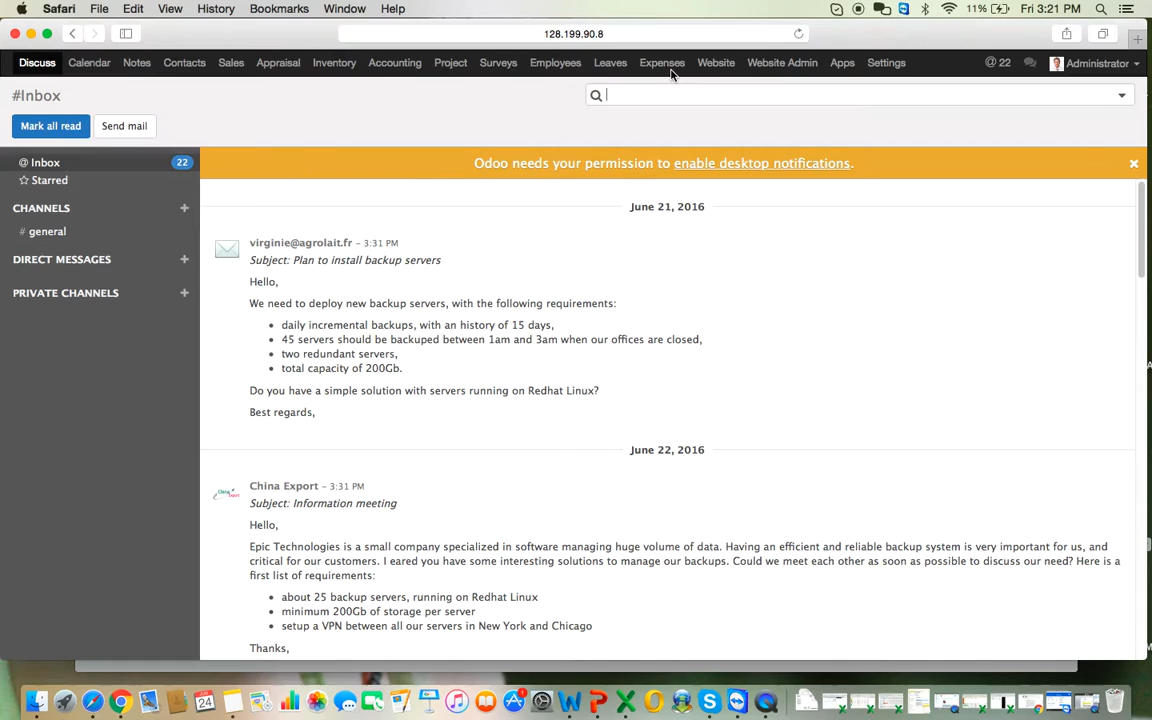 Safari File Edit View History Bookmarks Window Help 11% Fri 3:21 PM
128.199.90.8
Discuss Calendar Notes Contacts Sales Appraisal Inventory Accounting Project Surveys Employees Leaves Expenses Website Website Admin Apps Settings @ 22 Administrator
#Inbox
Mark all read Send mail
@ Inbox 22
Starred
CHANNELS +
# general
DIRECT MESSAGES +
PRIVATE CHANNELS +
Odoo needs your permission to enable desktop notifications. ×
June 21, 2016
virginie@agrolait.fr - 3:31 PM
Subject: Plan to install backup servers
Hello,
We need to deploy new backup servers, with the following requirements:
• daily incremental backups, with an history of 15 days,
• 45 servers should be backuped between 1am and 3am when our offices are closed,
• two redundant servers,
• total capacity of 200Gb.
Do you have a simple solution with servers running on Redhat Linux?
Best regards,
June 22, 2016
China Export - 3:31 PM
Subject: Information meeting
Hello,
Epic Technologies is a small company specialized in software managing huge volume of data. Having an efficient and reliable backup system is very important for us, and
critical for our customers. I eared you have some interesting solutions to manage our backups. Could we meet each other as soon as possible to discuss our need? Here is a
first list of requirements:
• about 25 backup servers, running on Redhat Linux
• minimum 200Gb of storage per server
• setup a VPN between all our servers in New York and Chicago
Thanks,
24